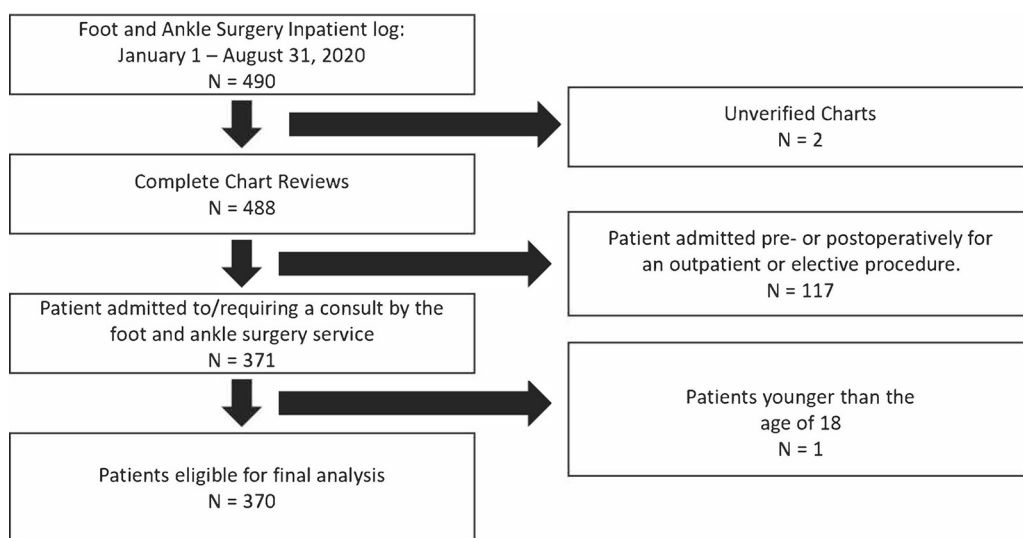 Foot and Ankle Surgery Inpatient log:
January 1 – August 31, 2020
N = 490
Unverified Charts
N = 2
Complete Chart Reviews
N = 488
Patient admitted pre- or postoperatively for
an outpatient or elective procedure.
N = 117
Patient admitted to/requiring a consult by the
foot and ankle surgery service
N = 371
Patients younger than the
age of 18
N = 1
Patients eligible for final analysis
N = 370